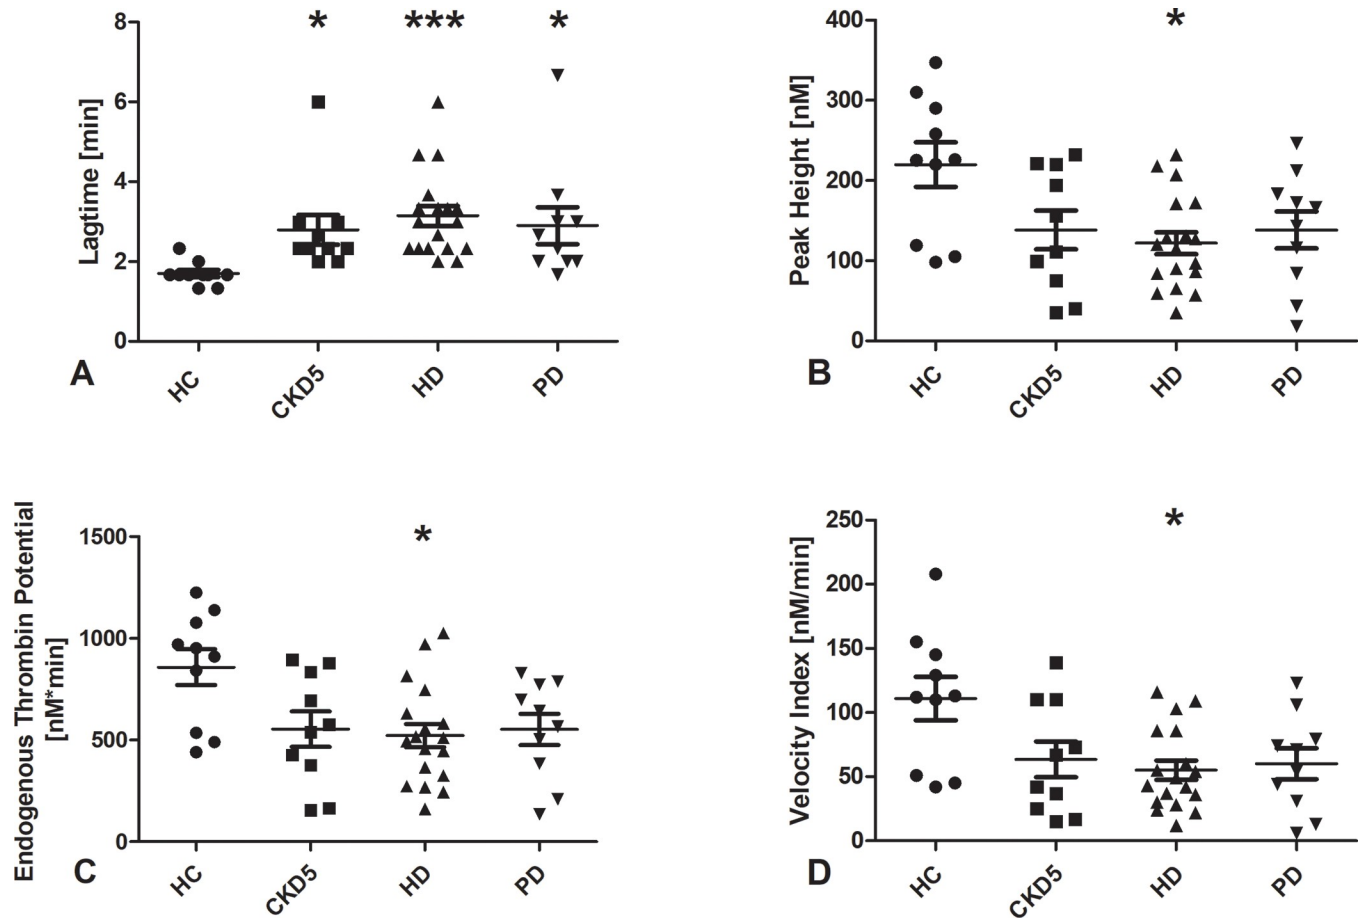 * *** *
8
6
4
2
0
Lagtime [min]
HC CKD5 HD PD
A
*
400
300
200
100
0
Peak Height [nM]
HC CKD5 HD PD
B
*
1500
1000
500
0
Endogenous Thrombin Potential
[nM*min]
HC CKD5 HD PD
C
*
250
200
150
100
50
0
Velocity Index [nM/min]
HC CKD5 HD PD
D